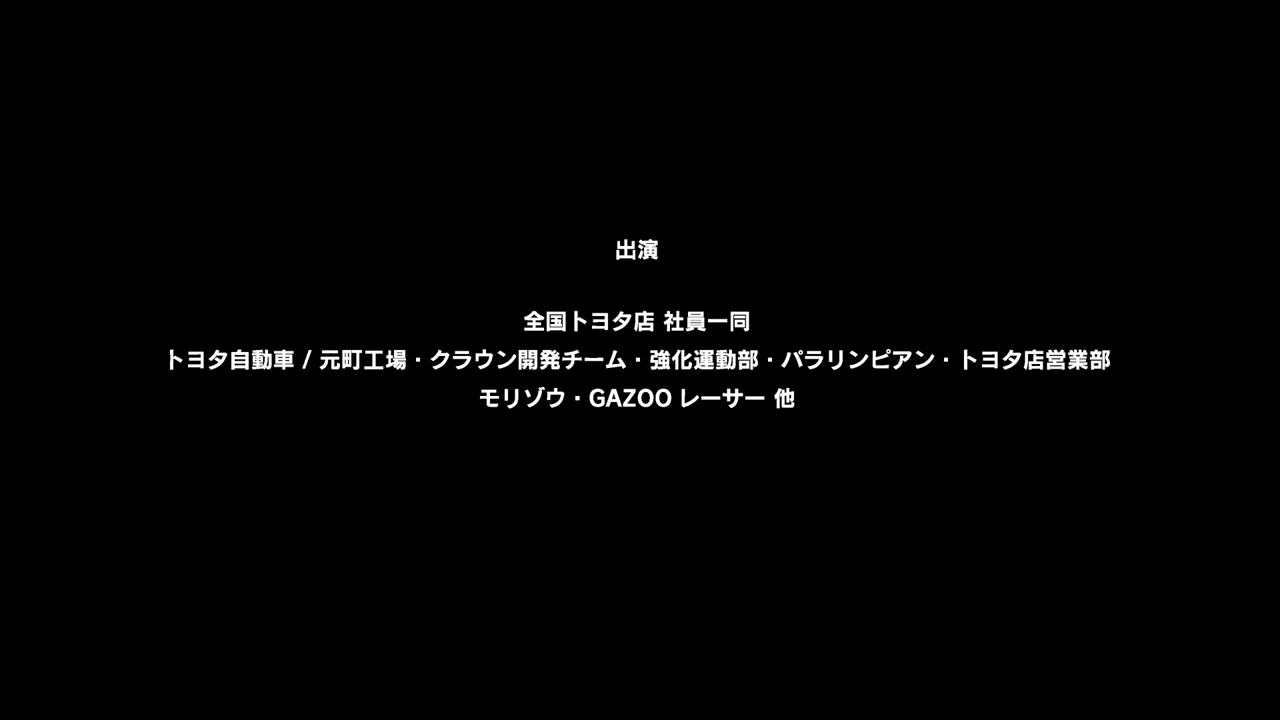 出演
全国トヨタ店 社員一同
トヨタ自動車 / 元町工場・クラウン開発チーム・強化運動部・パラリンピアン・トヨタ店営業部
モリゾウ・GAZOO レーサー 他